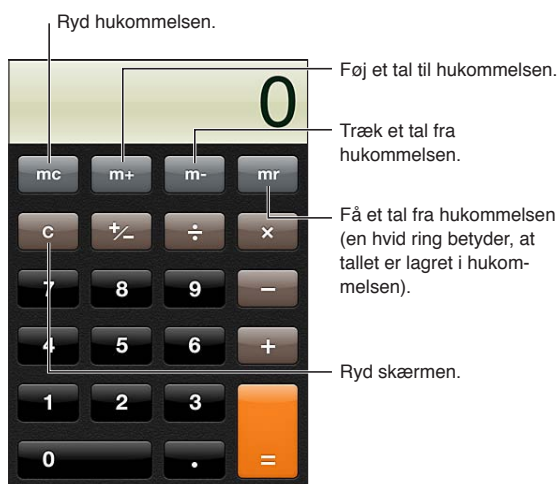 Ryd hukommelsen.
Føj et tal til hukommelsen.
0
Træk et tal fra
hukommelsen.
mc m+ m- mr
Få et tal fra hukommelsen
(en hvid ring betyder, at
tallet er lagret i hukom-
melsen).
c +/− ÷ ×
7 8 9 −
4 5 6 +
Ryd skærmen.
1 2 3
0 . =